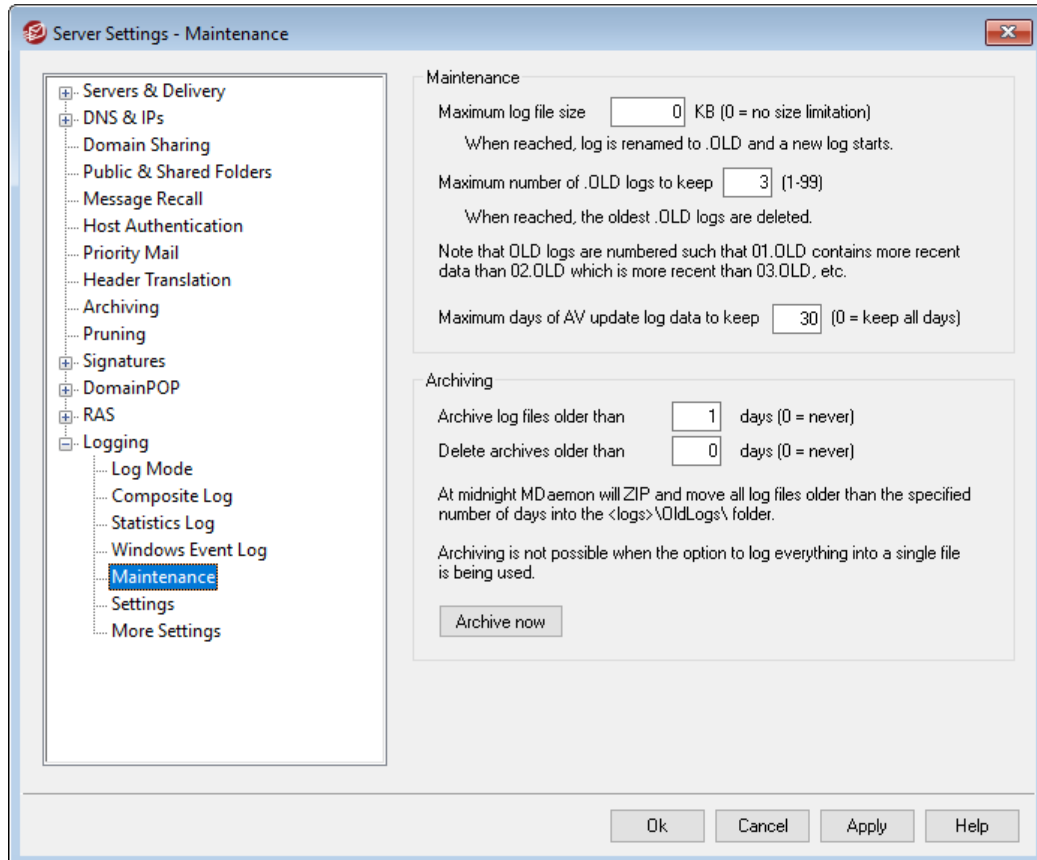 Server Settings - Maintenance
Servers & Delivery
DNS & IPs
Domain Sharing
Public & Shared Folders
Message Recall
Host Authentication
Priority Mail
Header Translation
Archiving
Pruning
Signatures
DomainPOP
RAS
Logging
Log Mode
Composite Log
Statistics Log
Windows Event Log
Maintenance
Settings
More Settings
Maintenance
Maximum log file size 0 KB (0 = no size limitation)
When reached, log is renamed to .OLD and a new log starts.
Maximum number of .OLD logs to keep 3 (1-99)
When reached, the oldest .OLD logs are deleted.
Note that OLD logs are numbered such that 01.OLD contains more recent
data than 02.OLD which is more recent than 03.OLD, etc.
Maximum days of AV update log data to keep 30 (0 = keep all days)
Archiving
Archive log files older than 1 days (0 = never)
Delete archives older than 0 days (0 = never)
At midnight MDaemon will ZIP and move all log files older than the specified
number of days into the <logs>\OldLogs\ folder.
Archiving is not possible when the option to log everything into a single file
is being used.
Archive now
Ok Cancel Apply Help